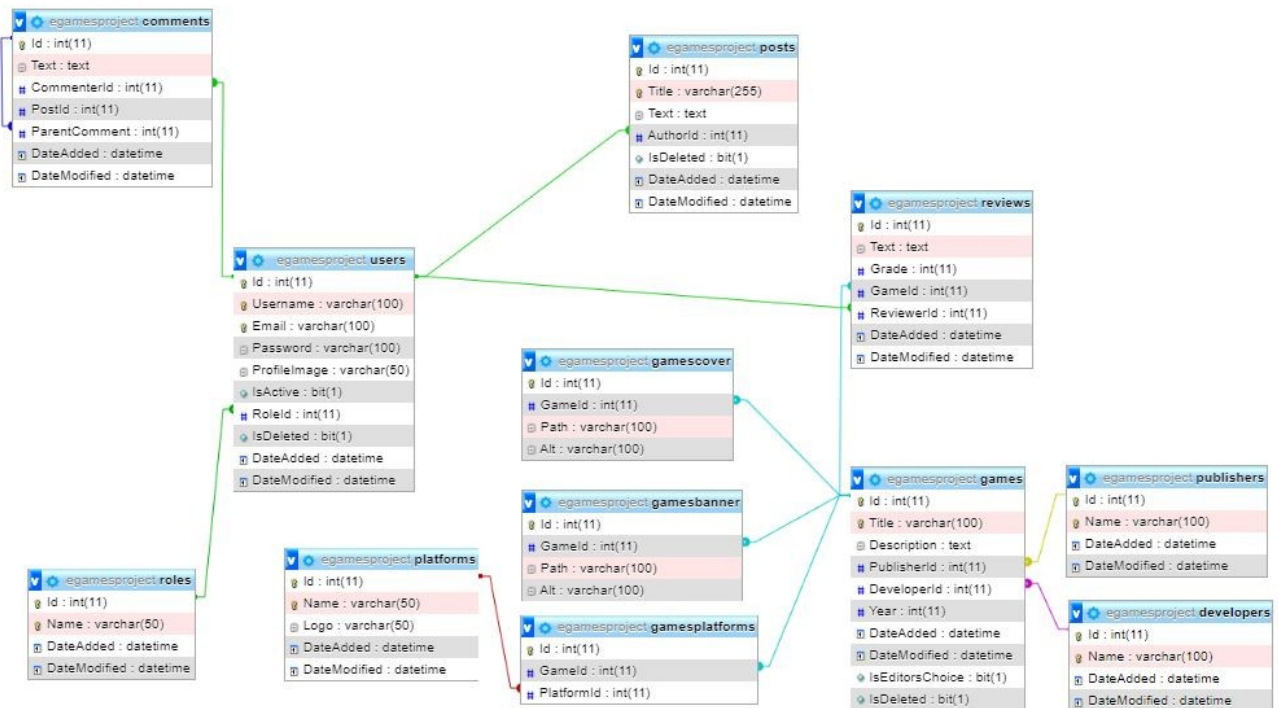 egamesproject comments
Id : int(11)
Text : text
CommenterId : int(11)
PostId : int(11)
ParentComment : int(11)
DateAdded : datetime
DateModified : datetime
egamesproject posts
Id : int(11)
Title : varchar(255)
Text : text
AuthorId : int(11)
IsDeleted : bit(1)
DateAdded : datetime
DateModified : datetime
egamesproject reviews
Id : int(11)
Text : text
Grade : int(11)
GameId : int(11)
ReviewerId : int(11)
DateAdded : datetime
DateModified : datetime
egamesproject users
Id : int(11)
Username : varchar(100)
Email : varchar(100)
Password : varchar(100)
ProfileImage : varchar(50)
IsActive : bit(1)
RoleId : int(11)
IsDeleted : bit(1)
DateAdded : datetime
DateModified : datetime
egamesproject gamescover
Id : int(11)
GameId : int(11)
Path : varchar(100)
Alt : varchar(100)
egamesproject gamesbanner
Id : int(11)
GameId : int(11)
Path : varchar(100)
Alt : varchar(100)
egamesproject games
Id : int(11)
Title : varchar(100)
Description : text
PublisherId : int(11)
DeveloperId : int(11)
Year : int(11)
DateAdded : datetime
DateModified : datetime
IsEditorsChoice : bit(1)
IsDeleted : bit(1)
egamesproject publishers
Id : int(11)
Name : varchar(100)
DateAdded : datetime
DateModified : datetime
egamesproject platforms
Id : int(11)
Name : varchar(50)
Logo : varchar(50)
DateAdded : datetime
DateModified : datetime
egamesproject roles
Id : int(11)
Name : varchar(50)
DateAdded : datetime
DateModified : datetime
egamesproject gamesplatforms
Id : int(11)
GameId : int(11)
PlatformId : int(11)
egamesproject developers
Id : int(11)
Name : varchar(100)
DateAdded : datetime
DateModified : datetime